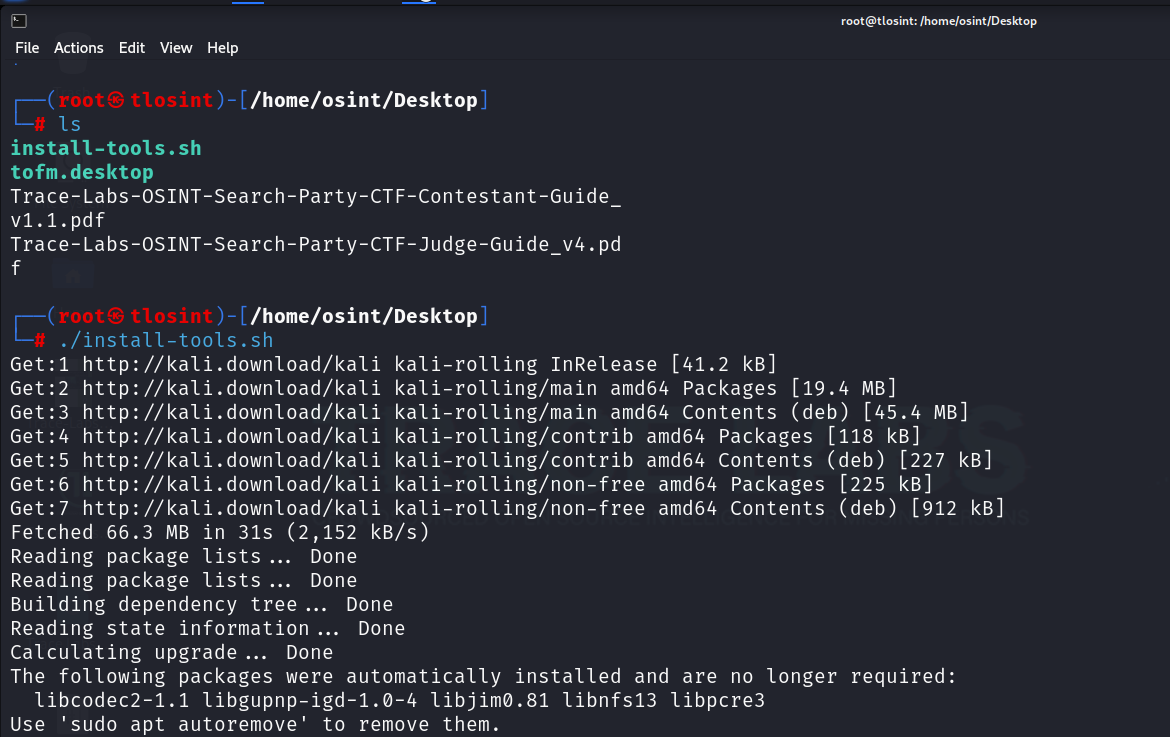 root@tlosint: /home/osint/Desktop
File Actions Edit View Help
┌──(root㉿tlosint)-[/home/osint/Desktop]
└─# ls
install-tools.sh
tofm.desktop
Trace-Labs-OSINT-Search-Party-CTF-Contestant-Guide_
v1.1.pdf
Trace-Labs-OSINT-Search-Party-CTF-Judge-Guide_v4.pd
f
┌──(root㉿tlosint)-[/home/osint/Desktop]
└─# ./install-tools.sh
Get:1 http://kali.download/kali kali-rolling InRelease [41.2 kB]
Get:2 http://kali.download/kali kali-rolling/main amd64 Packages [19.4 MB]
Get:3 http://kali.download/kali kali-rolling/main amd64 Contents (deb) [45.4 MB]
Get:4 http://kali.download/kali kali-rolling/contrib amd64 Packages [118 kB]
Get:5 http://kali.download/kali kali-rolling/contrib amd64 Contents (deb) [227 kB]
Get:6 http://kali.download/kali kali-rolling/non-free amd64 Packages [225 kB]
Get:7 http://kali.download/kali kali-rolling/non-free amd64 Contents (deb) [912 kB]
Fetched 66.3 MB in 31s (2,152 kB/s)
Reading package lists... Done
Reading package lists... Done
Building dependency tree... Done
Reading state information... Done
Calculating upgrade... Done
The following packages were automatically installed and are no longer required:
libcodec2-1.1 libgupnp-igd-1.0-4 libjim0.81 libnfs13 libpcre3
Use 'sudo apt autoremove' to remove them.